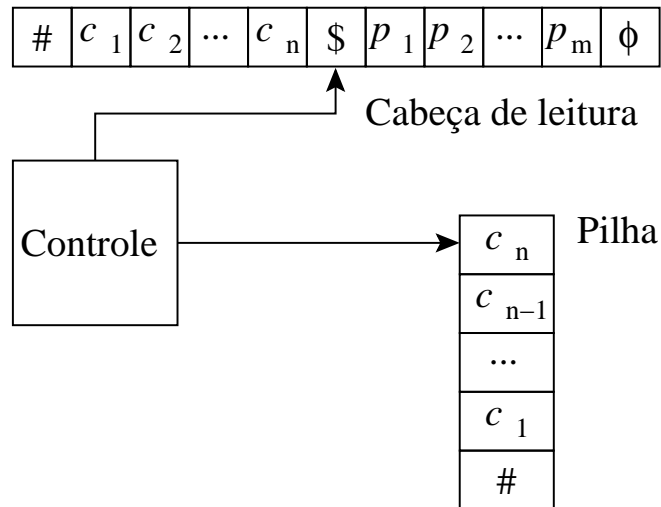 # c 1 c 2 ... c n $ p 1 p 2 ... p m ϕ
Cabeça de leitura
Controle
Pilha
c n
c n−1
...
c 1
#